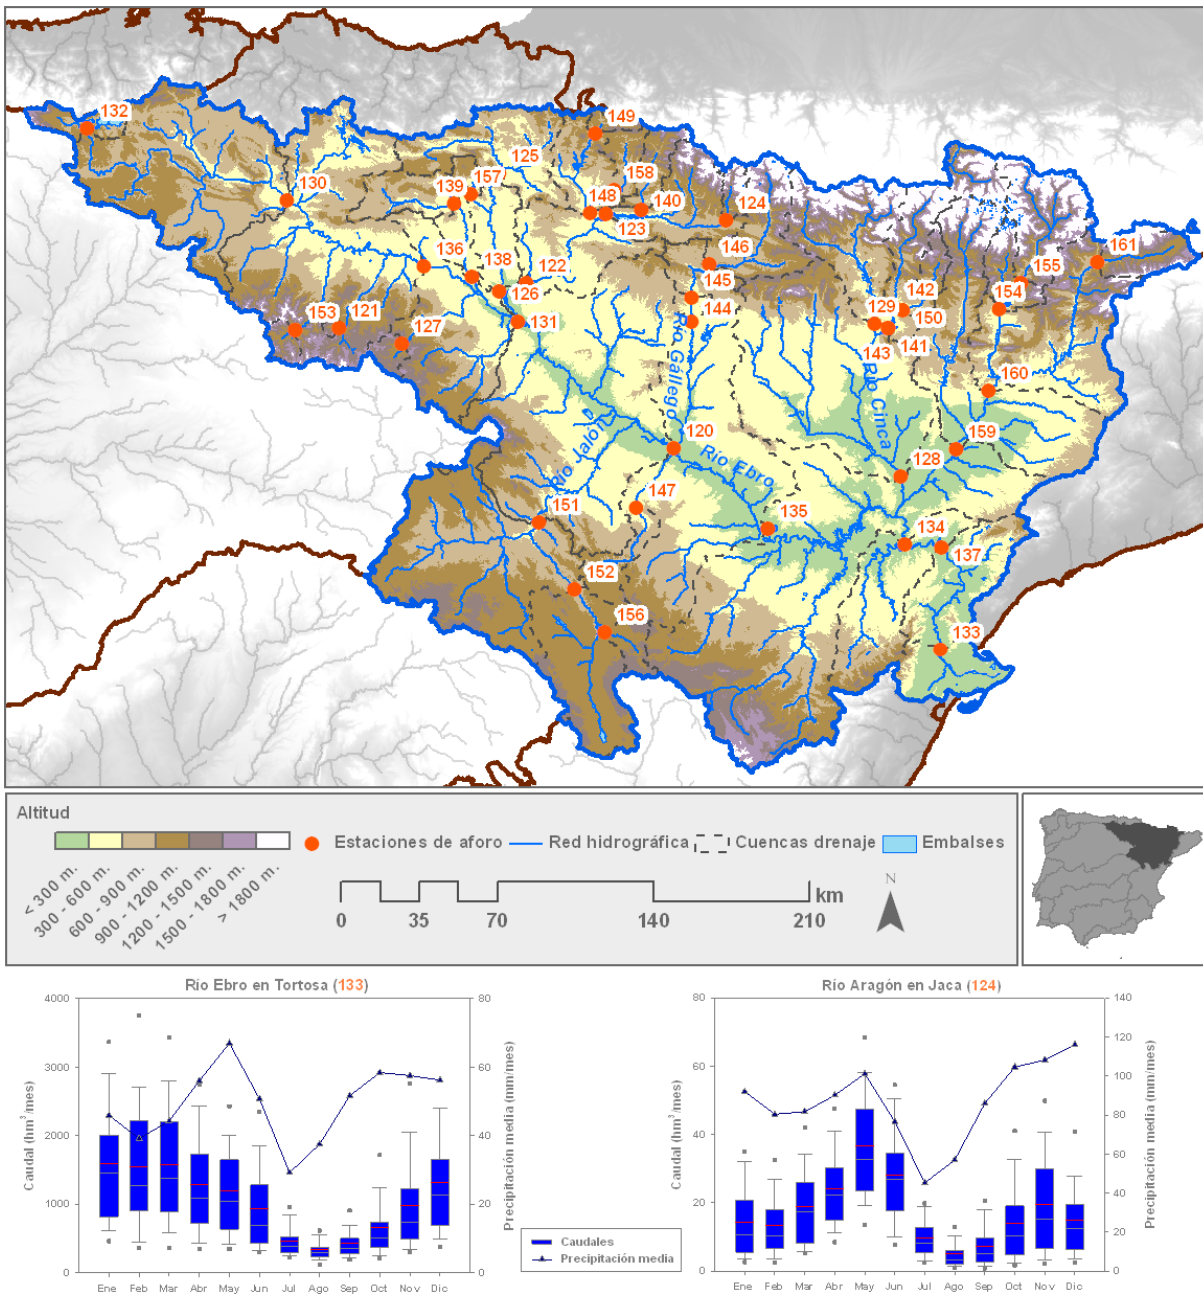 132
149
125
158
130
139
157
148
140
124
123
136
138
122
146
161
155
145
126
142
154
153
121
131
144
129
150
127
141
143
160
Río Gállego
Río Cinca
120
159
Río Jalón
Río Ebro
128
147
151
135
134
137
152
156
133
Altitud
< 300 m.
300 - 600 m.
600 - 900 m.
900 - 1200 m.
1200 - 1500 m.
1500 - 1800 m.
> 1800 m.
Estaciones de aforo
Red hidrográfica
Cuencas drenaje
Embalses
0 35 70 140 210 km
N
Río Ebro en Tortosa (133)
Caudal (hm³/mes)
4000
3000
2000
1000
0
Precipitación media (mm/mes)
80
60
40
20
0
Ene Feb Mar Abr May Jun Jul Ago Sep Oct Nov Dic
Caudales
Precipitación media
Río Aragón en Jaca (124)
Caudal (hm³/mes)
80
60
40
20
0
Precipitación media (mm/mes)
140
120
100
80
60
40
20
0
Ene Feb Mar Abr May Jun Jul Ago Sep Oct Nov Dic